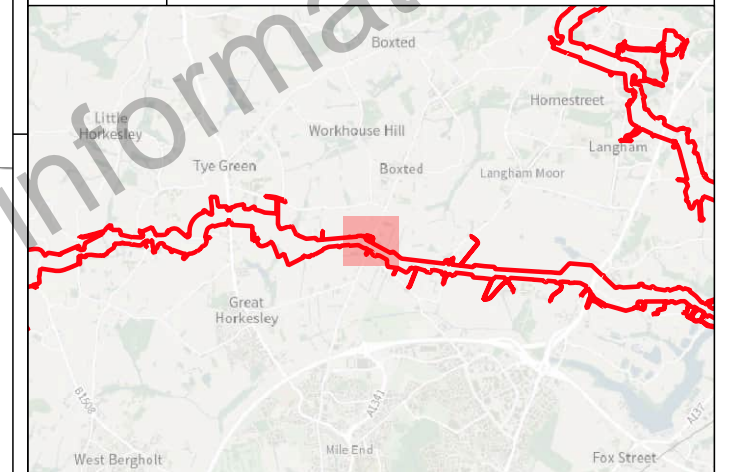 Informat
Boxted
Homestreet
Little
Horkesley
Workhouse Hill
Langham
Tye Green
Boxted
Langham Moor
Great
Horkesley
B1508
A1341
A137
Mile End
West Bergholt
Fox Street